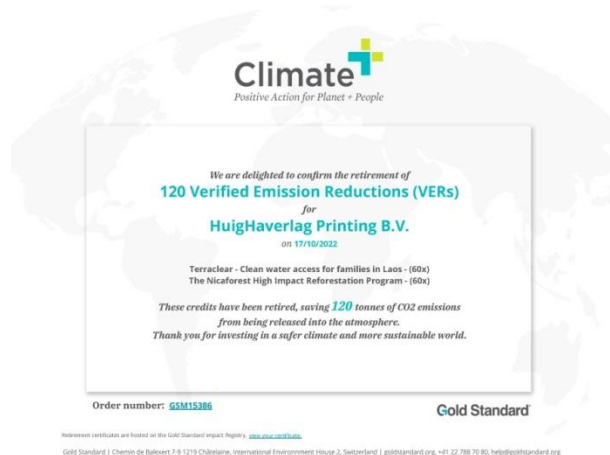 Climate+
Positive Action for Planet + People
We are delighted to confirm the retirement of
120 Verified Emission Reductions (VERs)
for
HuigHaverlag Printing B.V.
on 17/10/2022
Terraclear - Clean water access for families in Laos - (60x)
The Nicaforest High Impact Reforestation Program - (60x)
These credits have been retired, saving 120 tonnes of CO2 emissions
from being released into the atmosphere.
Thank you for investing in a safer climate and more sustainable world.
Order number: GSM15386
Gold Standard
Retirement certificates are hosted on the Gold Standard Impact Registry, view your certificate.
Gold Standard | Chemin de Balexert 7-9 1219 Châtelaine, International Environnment House 2, Switzerland | goldstandard.org, +41 22 788 70 80, help@goldstandard.org